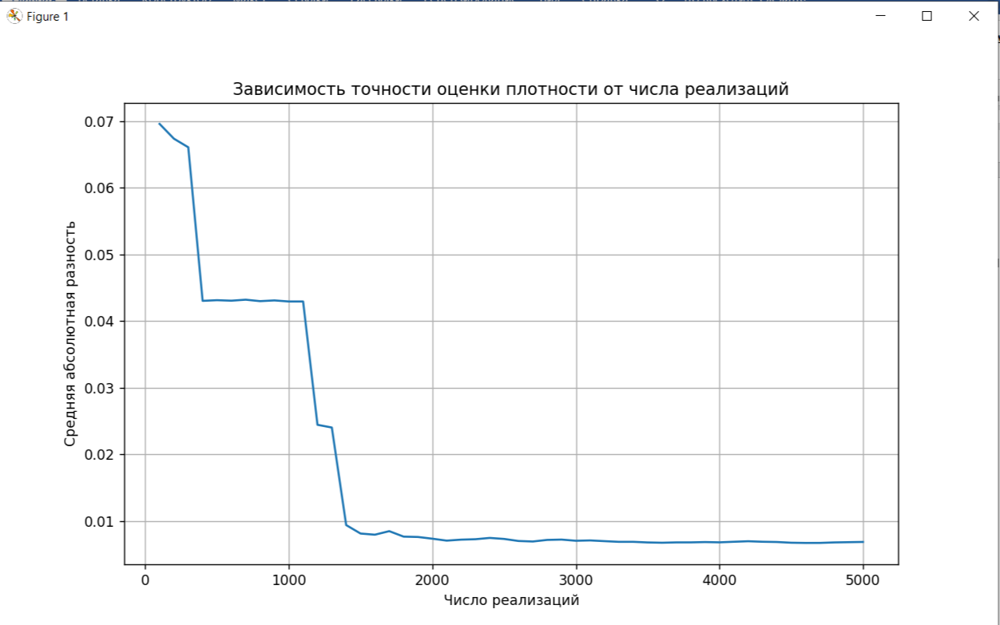 Figure 1
Зависимость точности оценки плотности от числа реализаций
0.07
0.06
0.05
0.04
0.03
0.02
0.01
Средняя абсолютная разность
0 1000 2000 3000 4000 5000
Число реализаций